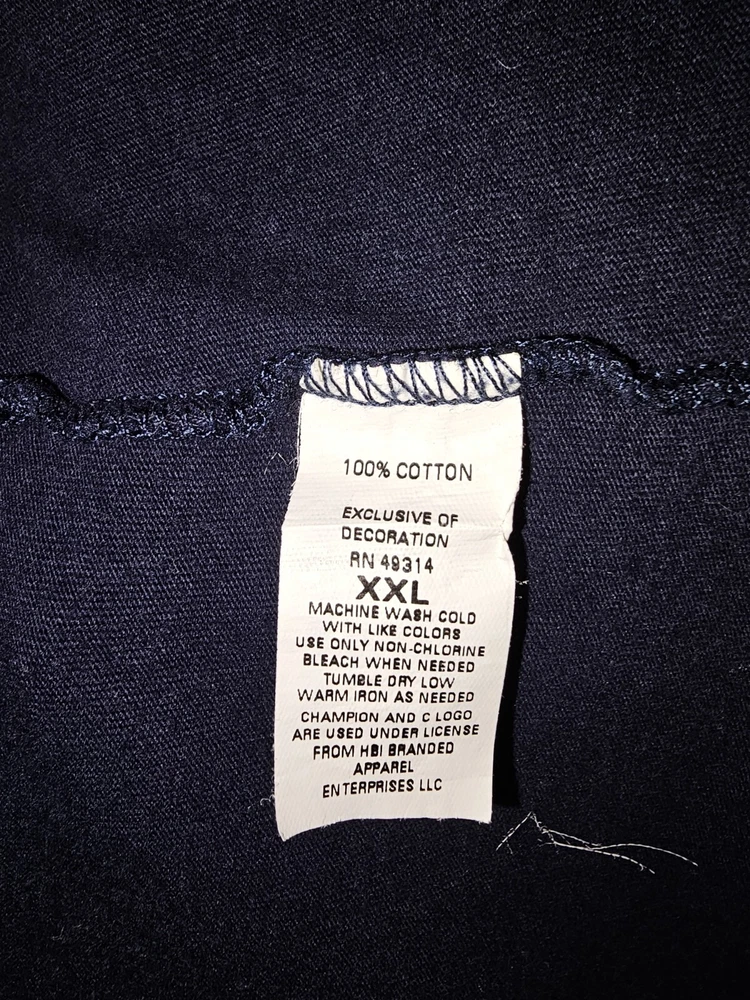 100% COTTON
EXCLUSIVE OF
DECORATION
RN 49314
XXL
MACHINE WASH COLD
WITH LIKE COLORS
USE ONLY NON-CHLORINE
BLEACH WHEN NEEDED
TUMBLE DRY LOW
WARM IRON AS NEEDED
CHAMPION AND C LOGO
ARE USED UNDER LICENSE
FROM HBI BRANDED
APPAREL
ENTERPRISES LLC